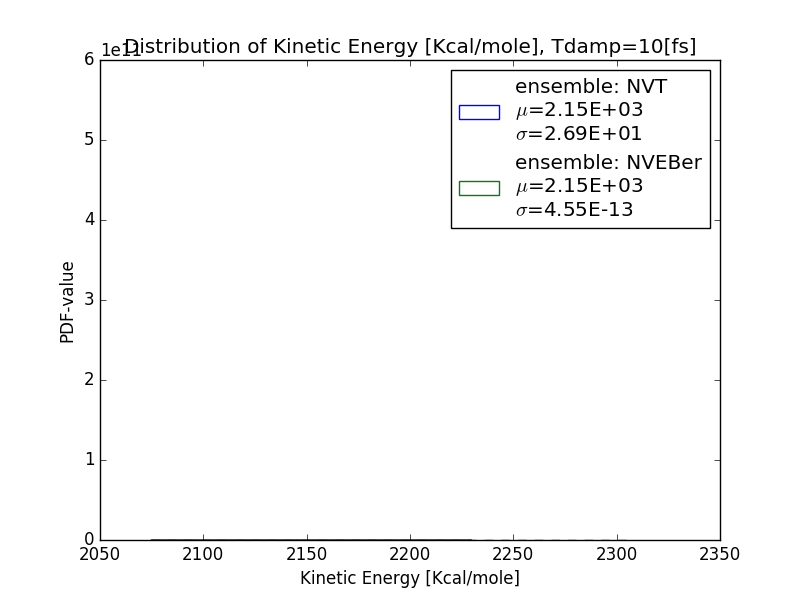 1e11
Distribution of Kinetic Energy [Kcal/mole], Tdamp=10[fs]
6
5
4
3
2
1
0
PDF-value
ensemble: NVT
μ=2.15E+03
σ=2.69E+01
ensemble: NVEBer
μ=2.15E+03
σ=4.55E-13
2050 2100 2150 2200 2250 2300 2350
Kinetic Energy [Kcal/mole]